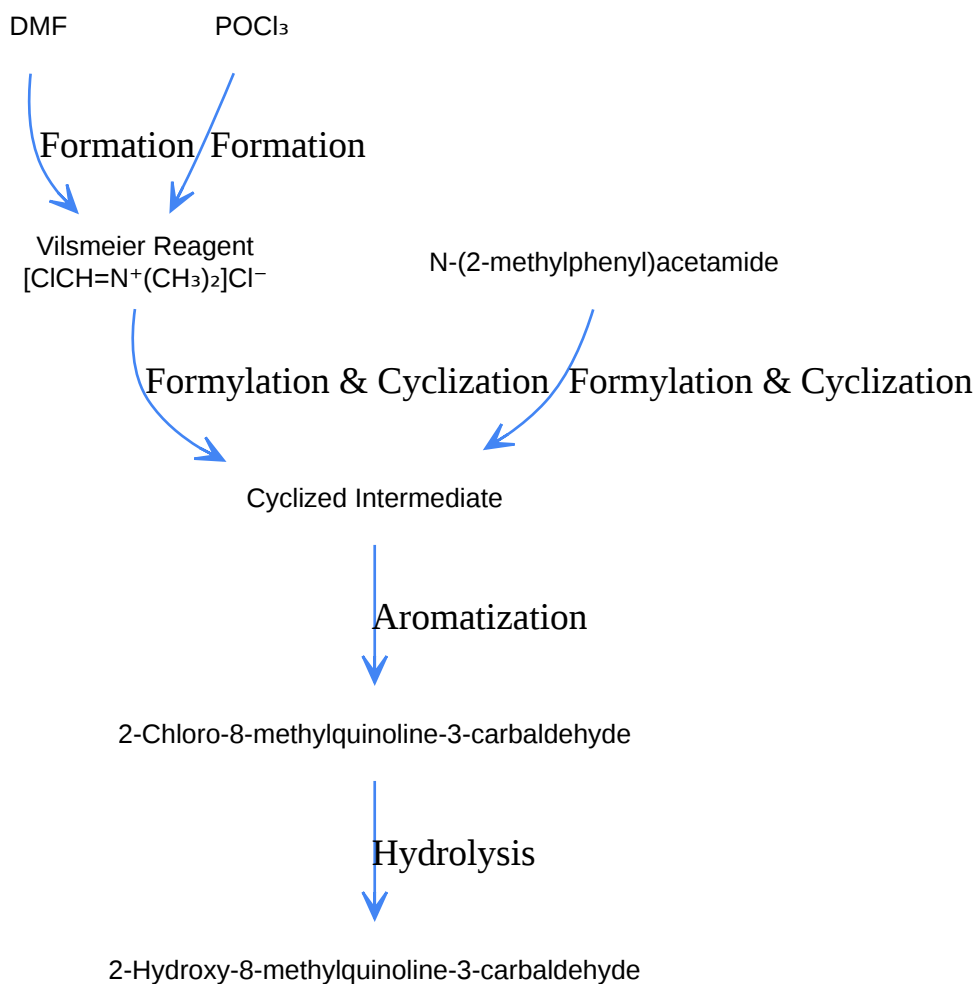 DMF POCl₃
Formation Formation
Vilsmeier Reagent
[ClCH=N⁺(CH₃)₂]Cl⁻
N-(2-methylphenyl)acetamide
Formylation & Cyclization Formylation & Cyclization
Cyclized Intermediate
Aromatization
2-Chloro-8-methylquinoline-3-carbaldehyde
Hydrolysis
2-Hydroxy-8-methylquinoline-3-carbaldehyde